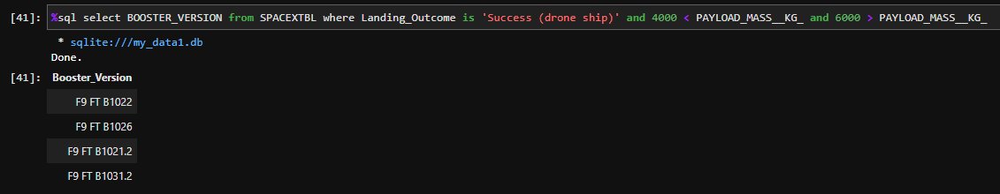 [41]: %sql select BOOSTER_VERSION from SPACEXTBL where Landing_Outcome is 'Success (drone ship)' and 4000 < PAYLOAD_MASS__KG_ and 6000 > PAYLOAD_MASS__KG_
* sqlite:///my_data1.db
Done.
[41]: Booster_Version
F9 FT B1022
F9 FT B1026
F9 FT B1021.2
F9 FT B1031.2